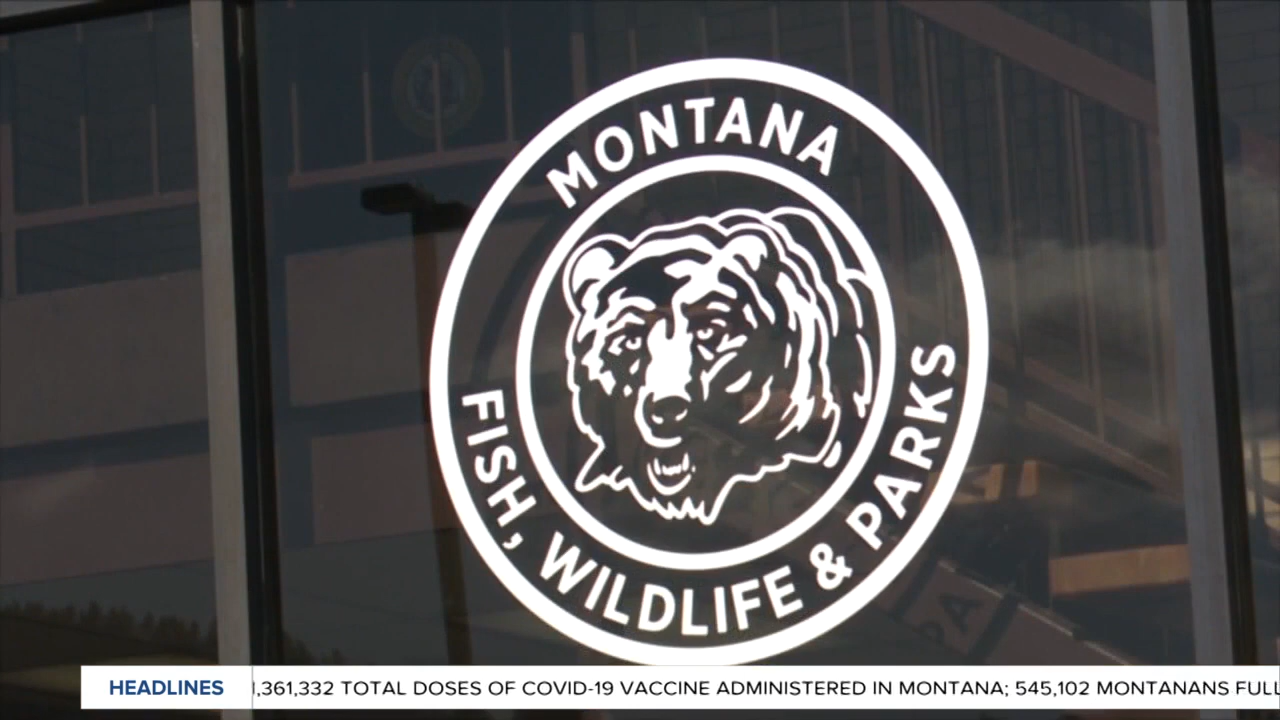 MONTANA
FISH, WILDLIFE & PARKS
HEADLINES
1,361,332 TOTAL DOSES OF COVID-19 VACCINE ADMINISTERED IN MONTANA; 545,102 MONTANANS FULL